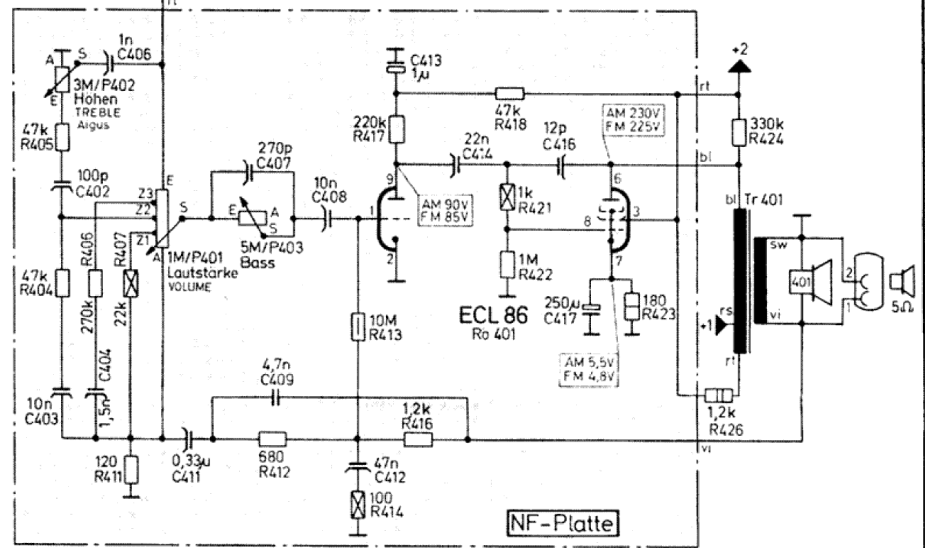 rt
A
S
1n
C406
3M/P402
Höhen
TREBLE
Aigus
E
47k
R405
100p
C402
Z3
Z2
Z1
E
S
A
R406
R407
1M/P401
Lautstärke
VOLUME
47k
R404
270k
22k
C404
1,5n
10n
C403
120
R411
270p
C407
E
A
S
5M/P403
Bass
10n
C408
C413
1µ
220k
R417
47k
R418
rt
9
1
2
AM 90V
FM 85V
22n
C414
12p
C416
1k
R421
1M
R422
AM 230V
FM 225V
6
8
3
7
bl
ECL 86
Rö 401
250µ
C417
180
R423
AM 5,5V
FM 4,8V
10M
R413
4,7n
C409
0,33µ
C411
680
R412
1,2k
R416
47n
C412
100
R414
+2
330k
R424
bl
Tr 401
sw
401
2
1
5Ω
vi
rs
+1
rt
1,2k
R426
vi
NF-Platte